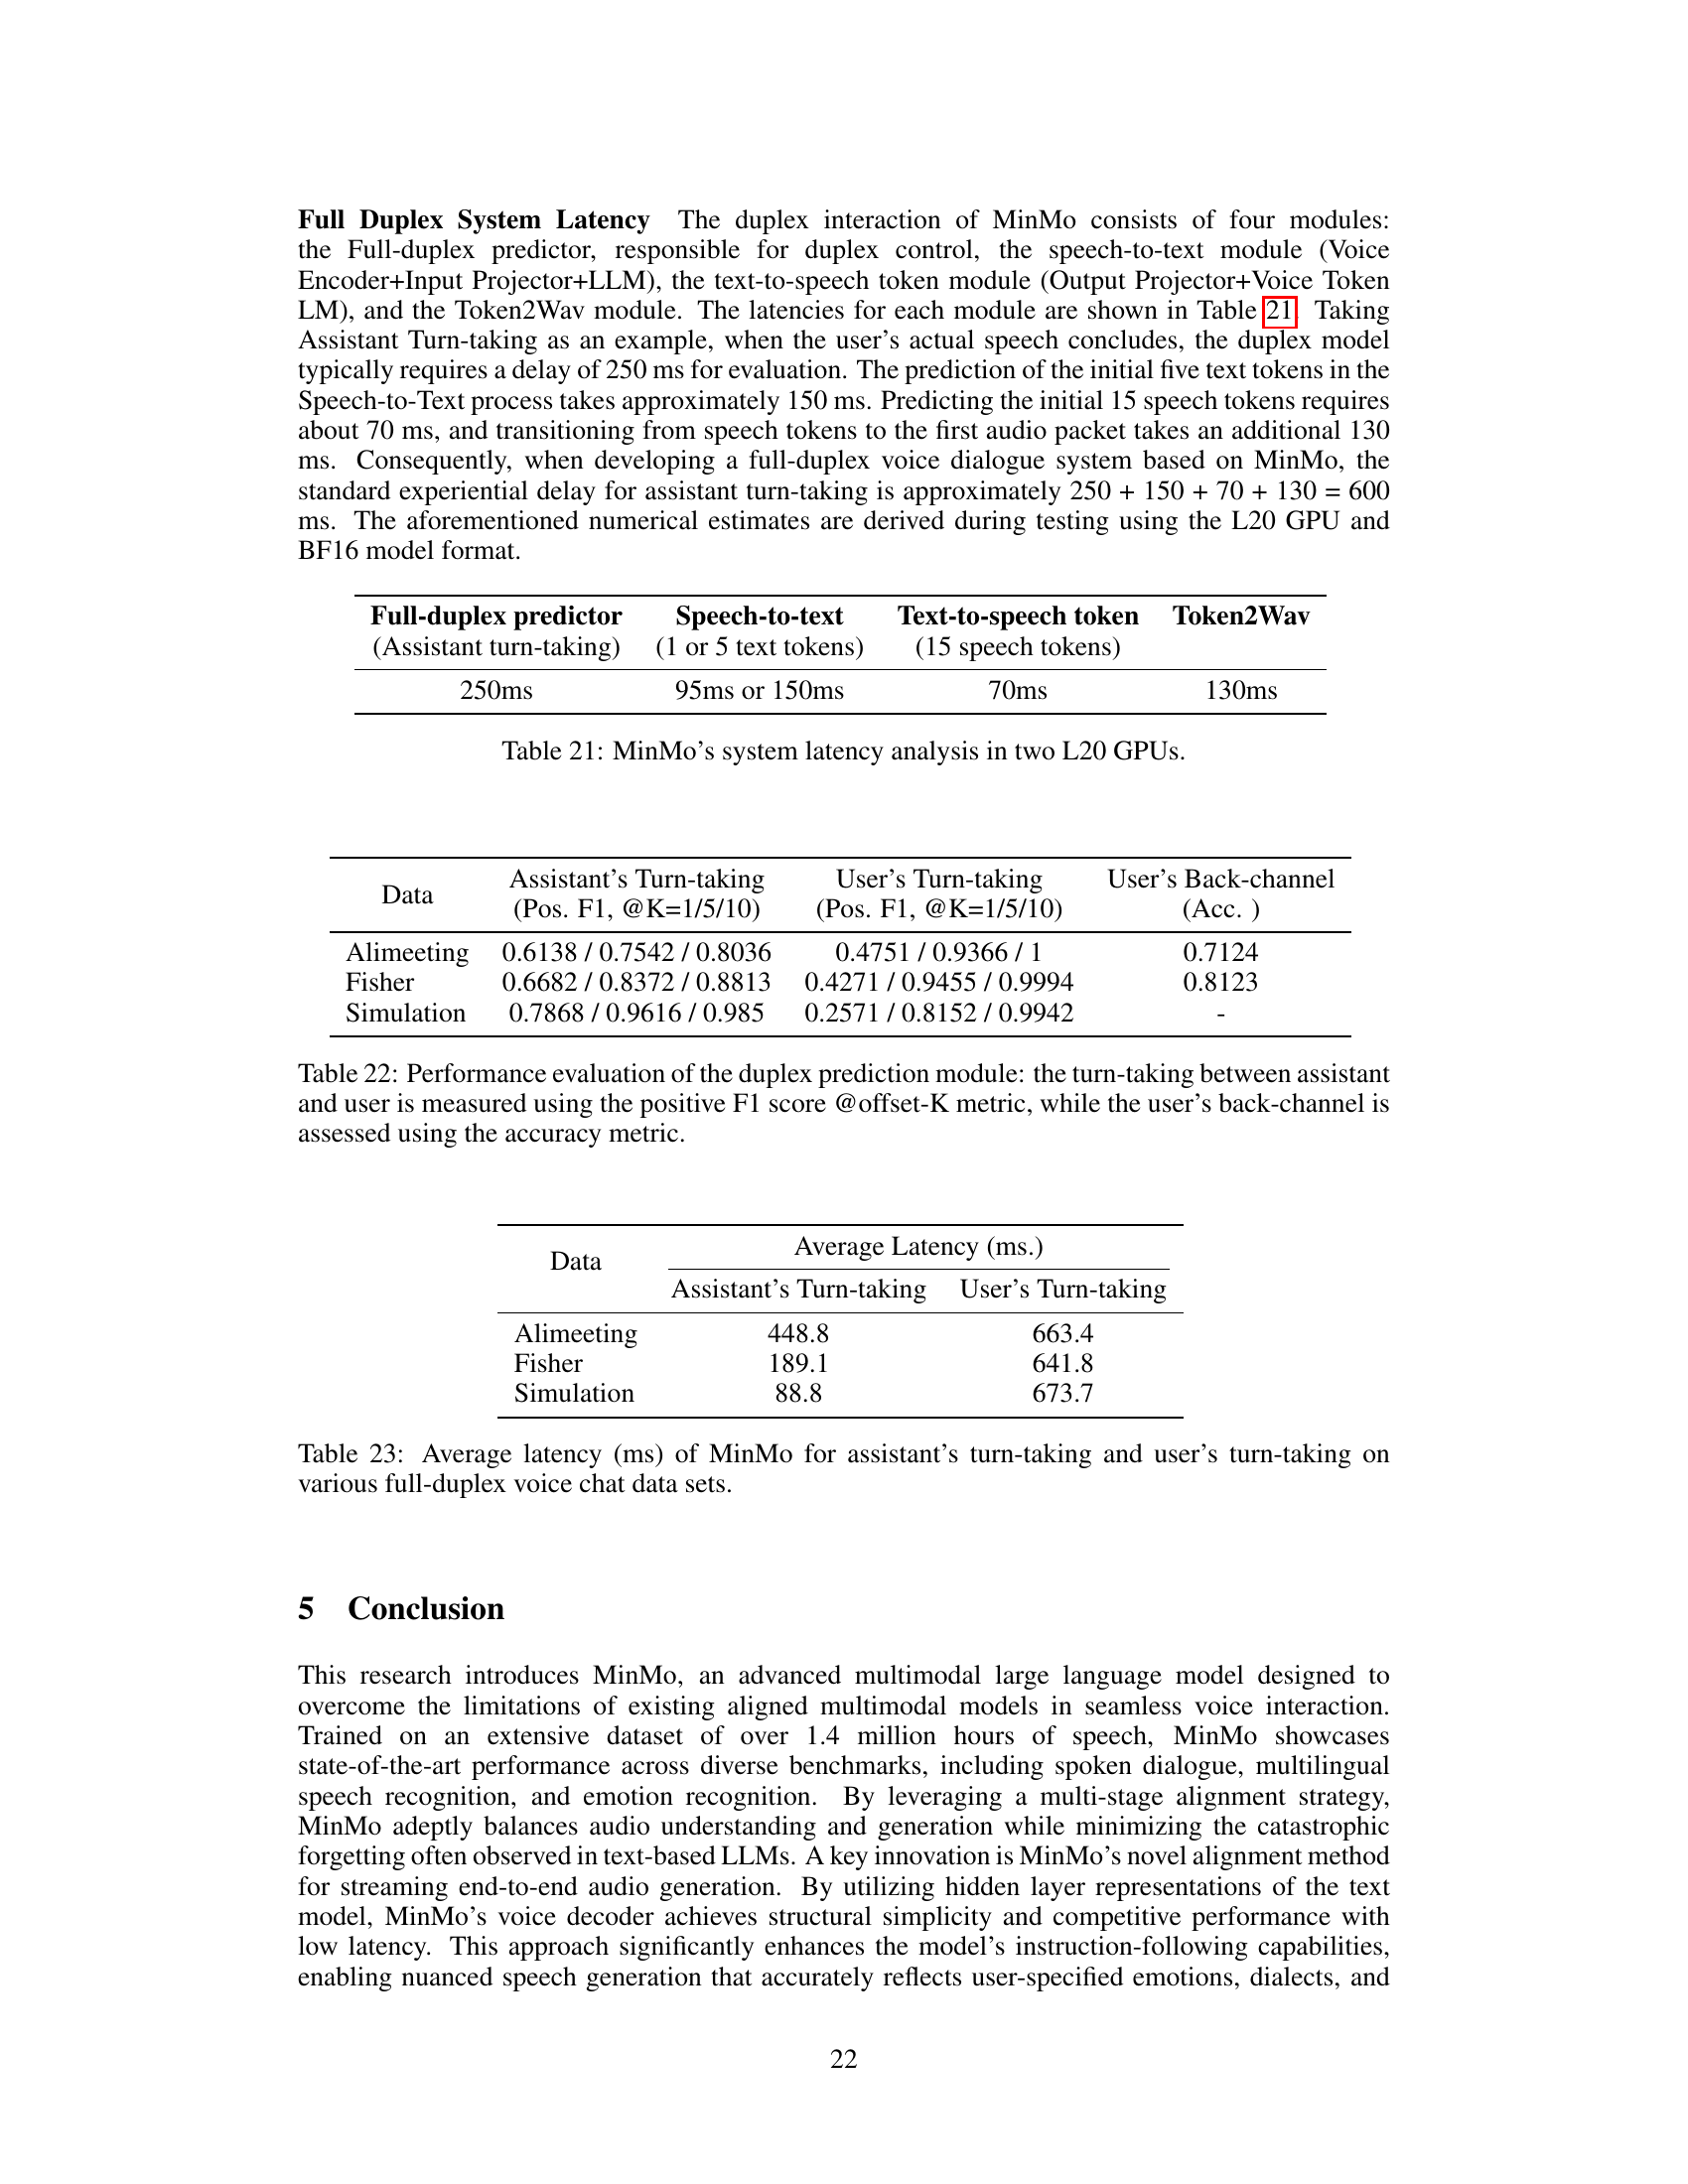 Full Duplex System Latency The duplex interaction of MinMo consists of four modules:
the Full-duplex predictor, responsible for duplex control, the speech-to-text module (Voice
Encoder+Input Projector+LLM), the text-to-speech token module (Output Projector+Voice Token
LM), and the Token2Wav module. The latencies for each module are shown in Table 21. Taking
Assistant Turn-taking as an example, when the user's actual speech concludes, the duplex model
typically requires a delay of 250 ms for evaluation. The prediction of the initial five text tokens in the
Speech-to-Text process takes approximately 150 ms. Predicting the initial 15 speech tokens requires
about 70 ms, and transitioning from speech tokens to the first audio packet takes an additional 130
ms. Consequently, when developing a full-duplex voice dialogue system based on MinMo, the
standard experiential delay for assistant turn-taking is approximately 250 + 150 + 70 + 130 = 600
ms. The aforementioned numerical estimates are derived during testing using the L20 GPU and
BF16 model format.
Full-duplex predictor Speech-to-text Text-to-speech token Token2Wav
(Assistant turn-taking) (1 or 5 text tokens) (15 speech tokens)
250ms 95ms or 150ms 70ms 130ms
Table 21: MinMo's system latency analysis in two L20 GPUs.
Data Assistant's Turn-taking User's Turn-taking User's Back-channel
(Pos. F1, @K=1/5/10) (Pos. F1, @K=1/5/10) (Acc. )
Alimeeting 0.6138 / 0.7542 / 0.8036 0.4751 / 0.9366 / 1 0.7124
Fisher 0.6682 / 0.8372 / 0.8813 0.4271 / 0.9455 / 0.9994 0.8123
Simulation 0.7868 / 0.9616 / 0.985 0.2571 / 0.8152 / 0.9942 -
Table 22: Performance evaluation of the duplex prediction module: the turn-taking between assistant
and user is measured using the positive F1 score @offset-K metric, while the user's back-channel is
assessed using the accuracy metric.
Data Average Latency (ms.)
Assistant's Turn-taking User's Turn-taking
Alimeeting 448.8 663.4
Fisher 189.1 641.8
Simulation 88.8 673.7
Table 23: Average latency (ms) of MinMo for assistant's turn-taking and user's turn-taking on
various full-duplex voice chat data sets.
5 Conclusion
This research introduces MinMo, an advanced multimodal large language model designed to
overcome the limitations of existing aligned multimodal models in seamless voice interaction.
Trained on an extensive dataset of over 1.4 million hours of speech, MinMo showcases
state-of-the-art performance across diverse benchmarks, including spoken dialogue, multilingual
speech recognition, and emotion recognition. By leveraging a multi-stage alignment strategy,
MinMo adeptly balances audio understanding and generation while minimizing the catastrophic
forgetting often observed in text-based LLMs. A key innovation is MinMo's novel alignment method
for streaming end-to-end audio generation. By utilizing hidden layer representations of the text
model, MinMo's voice decoder achieves structural simplicity and competitive performance with
low latency. This approach significantly enhances the model's instruction-following capabilities,
enabling nuanced speech generation that accurately reflects user-specified emotions, dialects, and
22